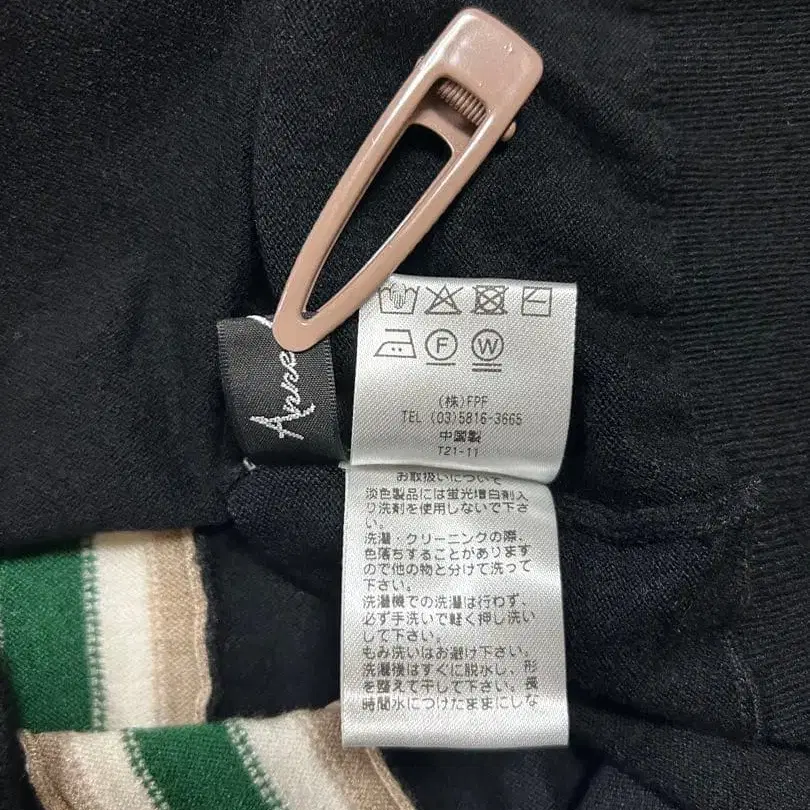 Anne
F W
(株)FPF
TEL (03)5816-3665
中國製
T21-11
お取扱いについて
淡色製品には蛍光増白剤入
り洗剤を使用しないで下さ
い。
洗濯・クリーニングの際、
色落ちすることがあります
ので他の物と分けて洗って
下さい。
洗濯機での洗濯は行わず、
必ず手洗いで軽く押し洗い
して下さい。
もみ洗いはお避け下さい。
洗濯後はすぐに脱水し、形
を整えて干して下さい。長
時間水につけたままにしな